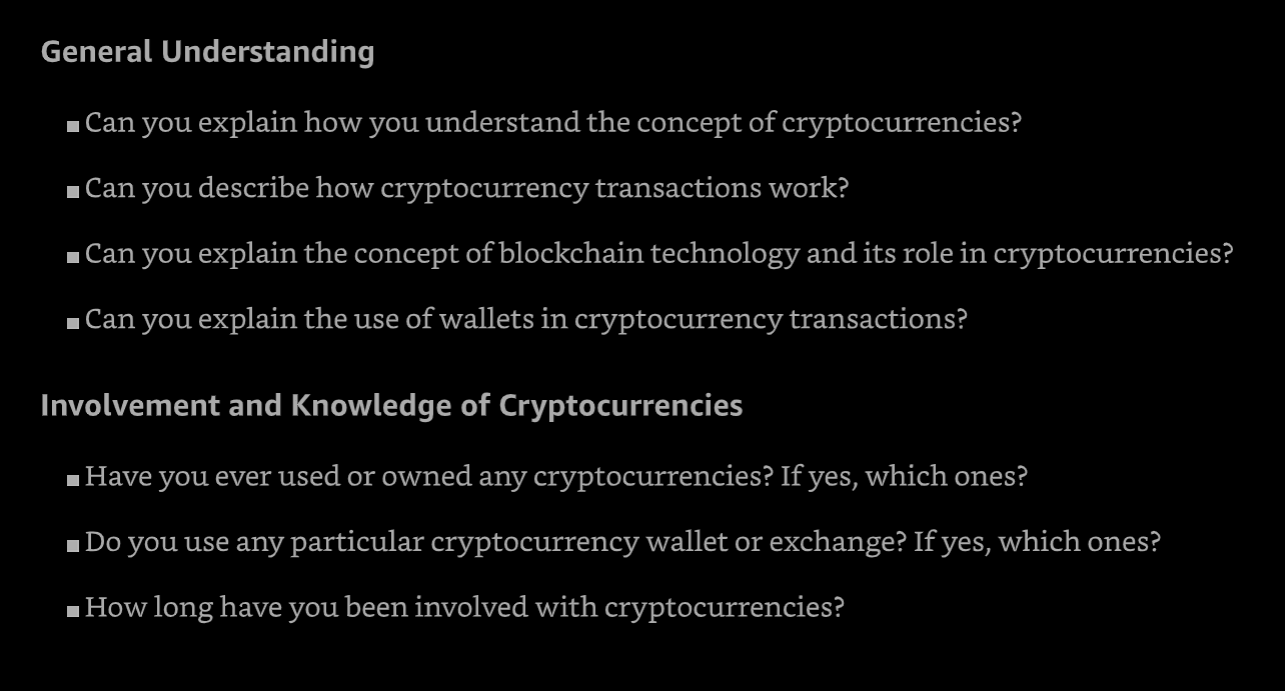 General Understanding
▪ Can you explain how you understand the concept of cryptocurrencies?
▪ Can you describe how cryptocurrency transactions work?
▪ Can you explain the concept of blockchain technology and its role in cryptocurrencies?
▪ Can you explain the use of wallets in cryptocurrency transactions?
Involvement and Knowledge of Cryptocurrencies
▪ Have you ever used or owned any cryptocurrencies? If yes, which ones?
▪ Do you use any particular cryptocurrency wallet or exchange? If yes, which ones?
▪ How long have you been involved with cryptocurrencies?